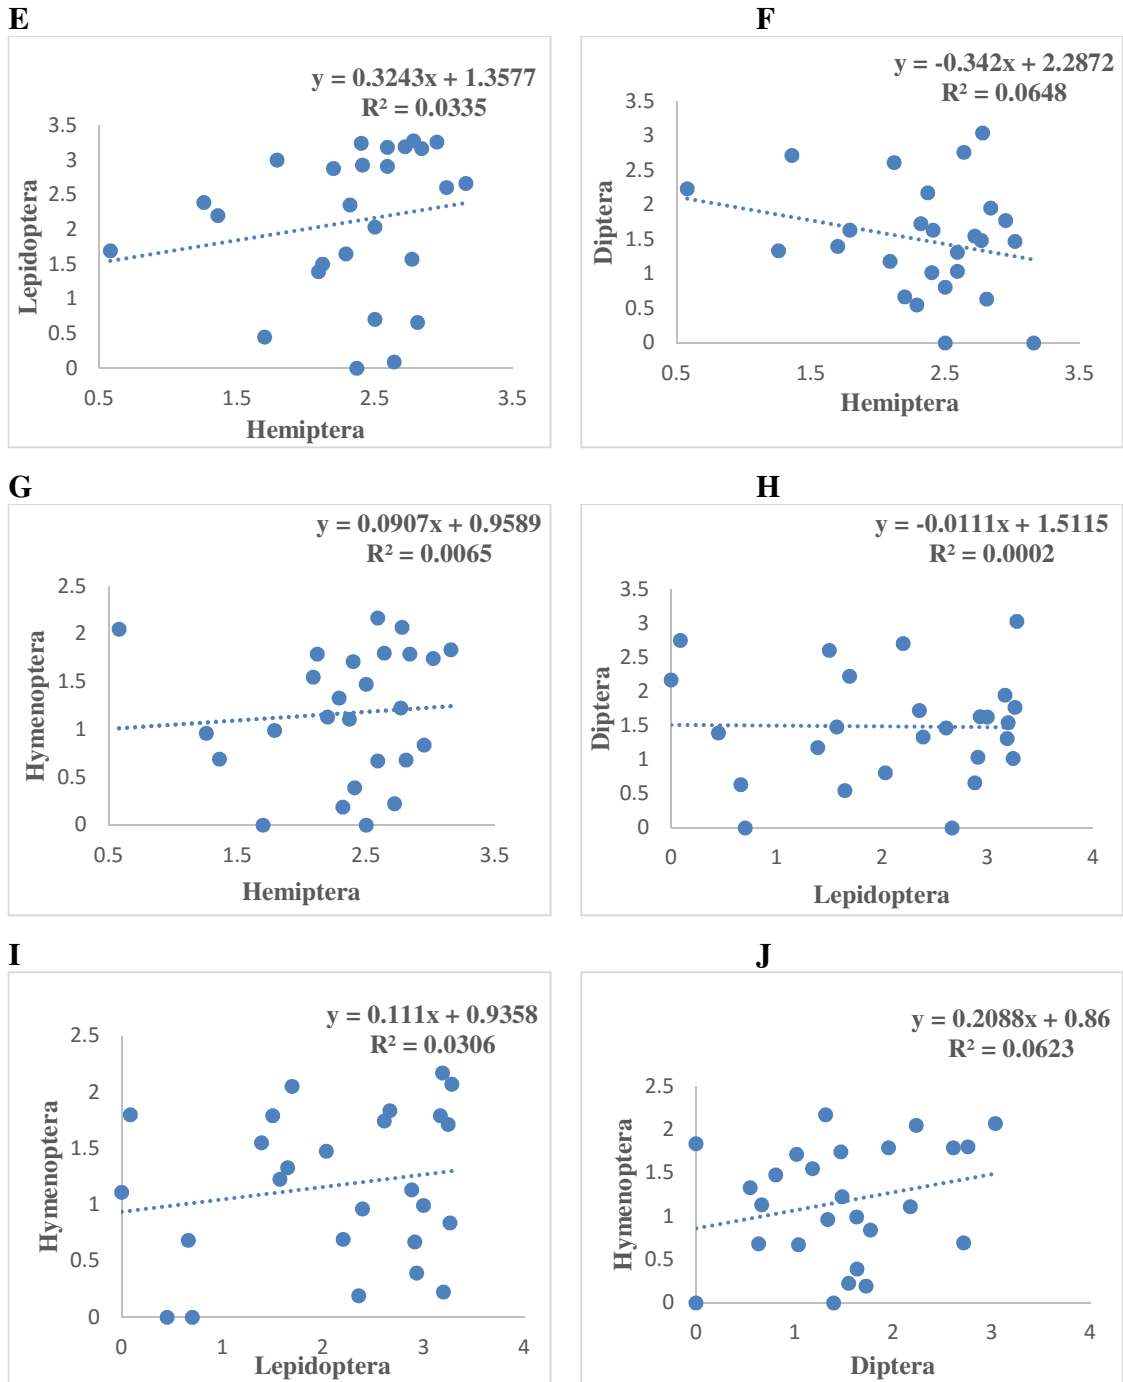 E
y = 0.3243x + 1.3577
R² = 0.0335
3.5
3
2.5
2
1.5
1
0.5
0
0.5 1.5 2.5 3.5
Lepidoptera
Hemiptera
F
y = -0.342x + 2.2872
R² = 0.0648
3.5
3
2.5
2
1.5
1
0.5
0
0.5 1.5 2.5 3.5
Diptera
Hemiptera
G
y = 0.0907x + 0.9589
R² = 0.0065
2.5
2
1.5
1
0.5
0
0.5 1.5 2.5 3.5
Hymenoptera
Hemiptera
H
y = -0.0111x + 1.5115
R² = 0.0002
3.5
3
2.5
2
1.5
1
0.5
0
0 1 2 3 4
Diptera
Lepidoptera
I
y = 0.111x + 0.9358
R² = 0.0306
2.5
2
1.5
1
0.5
0
0 1 2 3 4
Hymenoptera
Lepidoptera
J
y = 0.2088x + 0.86
R² = 0.0623
2.5
2
1.5
1
0.5
0
0 1 2 3 4
Hymenoptera
Diptera